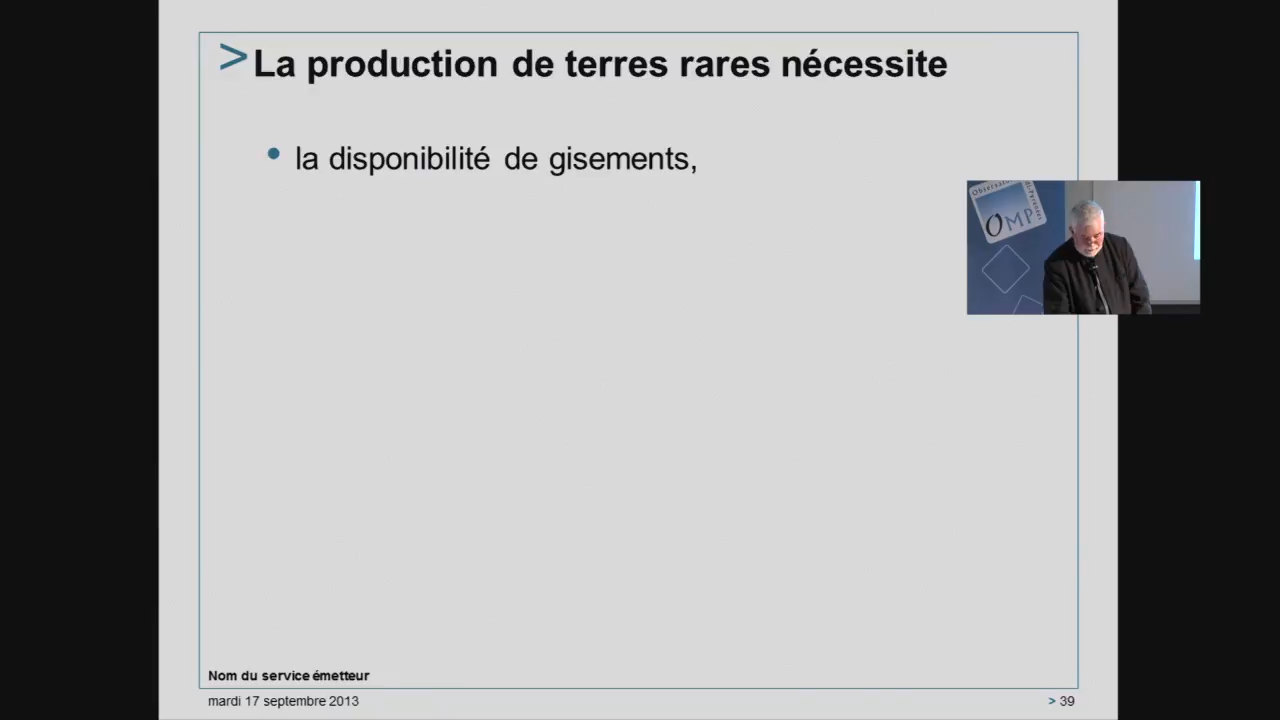 > La production de terres rares nécessite
• la disponibilité de gisements,
OMP
Nom du service émetteur
mardi 17 septembre 2013
> 39